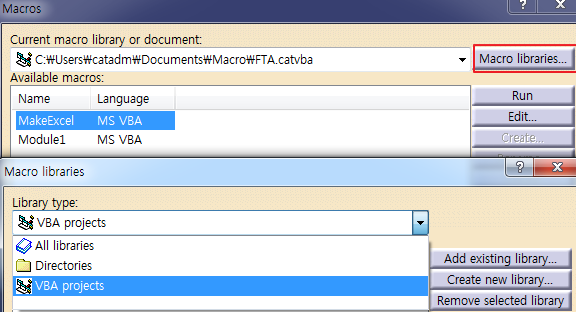 Macros
Current macro library or document:
C:₩Users₩catadm₩Documents₩Macro₩FTA.catvba
Macro libraries...
Available macros:
Name Language
MakeExcel MS VBA
Module1 MS VBA
Run
Edit...
Create...
Macro libraries
Library type:
VBA projects
All libraries
Directories
VBA projects
Add existing library...
Create new library...
Remove selected library